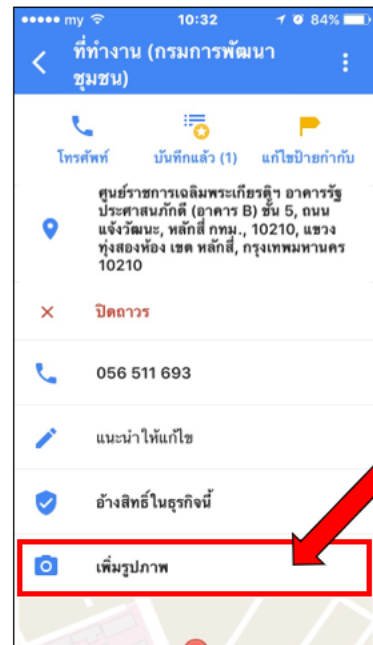 my 10:32 84%
ที่ทำงาน (กรมการพัฒนา
ชุมชน)
โทรศัพท์ บันทึกแล้ว (1) แก้ไขป้ายกำกับ
ศูนย์ราชการเฉลิมพระเกียรติฯ อาคารรัฐ
ประศาสนภักดี (อาคาร B) ชั้น 5, ถนน
แจ้งวัฒนะ, หลักสี่ กทม., 10210, แขวง
ทุ่งสองห้อง เขต หลักสี่, กรุงเทพมหานคร
10210
ปิดถาวร
056 511 693
แนะนำให้แก้ไข
อ้างสิทธิ์ในธุรกิจนี้
เพิ่มรูปภาพ